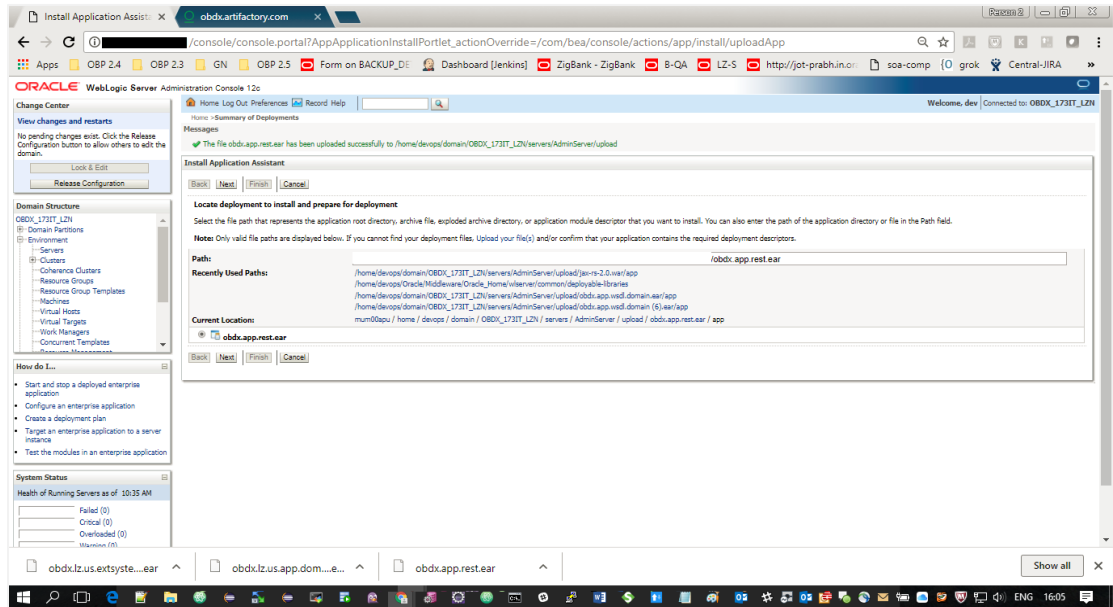 Install Application Assista
obdx.artifactory.com
Person 2
/console/console.portal?AppApplicationInstallPortlet_actionOverride=/com/bea/console/actions/app/install/uploadApp
Apps
OBP 2.4
OBP 2.3
GN
OBP 2.5
Form on BACKUP_DE
Dashboard [Jenkins]
ZigBank - ZigBank
B-QA
LZ-S
http://jot-prabh.in.or
soa-comp
grok
Central-JIRA
»
ORACLE WebLogic Server Administration Console 12c
Change Center
View changes and restarts
No pending changes exist. Click the Release
Configuration button to allow others to edit the
domain.
Lock & Edit
Release Configuration
Domain Structure
OBDX_173IT_LZN
Domain Partitions
Environment
Servers
Clusters
Coherence Clusters
Resource Groups
Resource Group Templates
Machines
Virtual Hosts
Virtual Targets
Work Managers
Concurrent Templates
Resource Management
How do I...
Start and stop a deployed enterprise
application
Configure an enterprise application
Create a deployment plan
Target an enterprise application to a server
instance
Test the modules in an enterprise application
System Status
Health of Running Servers as of 10:35 AM
Failed (0)
Critical (0)
Overloaded (0)
Warning (0)
Home Log Out Preferences Record Help
Welcome, dev
Connected to: OBDX_173IT_LZN
Home >Summary of Deployments
Messages
The file obdx.app.rest.ear has been uploaded successfully to /home/devops/domain/OBDX_173IT_LZN/servers/AdminServer/upload
Install Application Assistant
Back Next Finish Cancel
Locate deployment to install and prepare for deployment
Select the file path that represents the application root directory, archive file, exploded archive directory, or application module descriptor that you want to install. You can also enter the path of the application directory or file in the Path field.
Note: Only valid file paths are displayed below. If you cannot find your deployment files, Upload your file(s) and/or confirm that your application contains the required deployment descriptors.
Path: /obdx.app.rest.ear
Recently Used Paths: /home/devops/domain/OBDX_173IT_LZN/servers/AdminServer/upload/jax-rs-2.0.war/app
/home/devops/Oracle/Middleware/Oracle_Home/wlserver/common/deployable-libraries
/home/devops/domain/OBDX_173IT_LZN/servers/AdminServer/upload/obdx.app.wsdl.domain.ear/app
/home/devops/domain/OBDX_173IT_LZN/servers/AdminServer/upload/obdx.app.wsdl.domain (6).ear/app
Current Location: mum00apu / home / devops / domain / OBDX_173IT_LZN / servers / AdminServer / upload / obdx.app.rest.ear / app
obdx.app.rest.ear
Back Next Finish Cancel
obdx.lz.us.extsyste....ear
obdx.lz.us.app.dom....e...
obdx.app.rest.ear
Show all
ENG 16:05